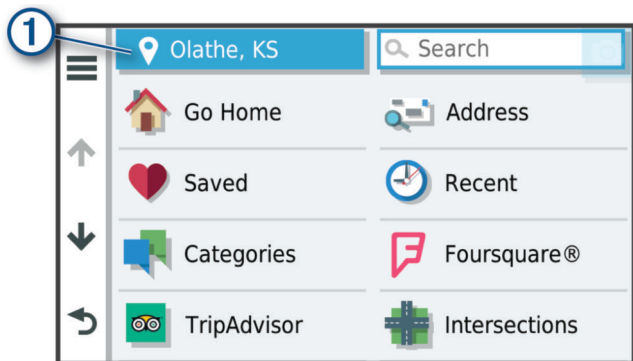 1
Olathe, KS
Search
Go Home
Address
Saved
Recent
Categories
Foursquare®
TripAdvisor
Intersections